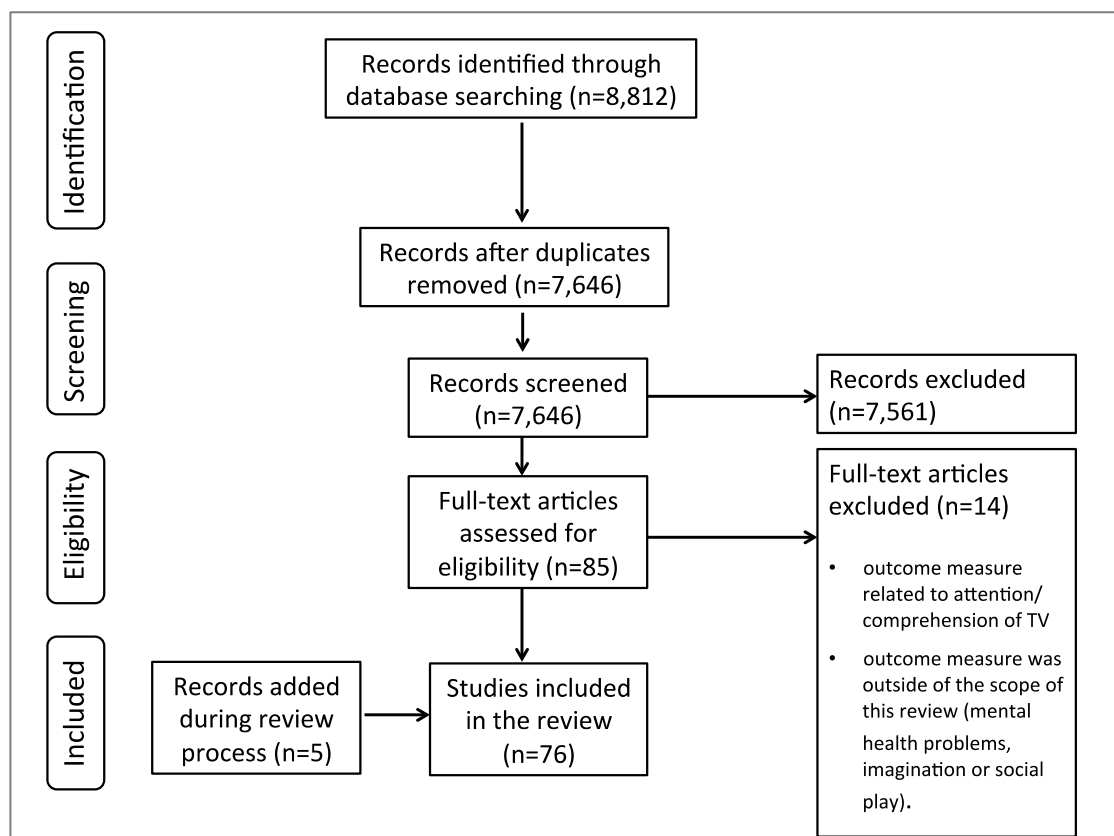 Identification
Records identified through
database searching (n=8,812)
Records after duplicates
removed (n=7,646)
Screening
Records screened
(n=7,646)
Records excluded
(n=7,561)
Eligibility
Full-text articles
assessed for
eligibility (n=85)
Full-text articles
excluded (n=14)
• outcome measure
related to attention/
comprehension of TV
• outcome measure was
outside of the scope of
this review (mental
health problems,
imagination or social
play).
Included
Records added
during review
process (n=5)
Studies included
in the review
(n=76)